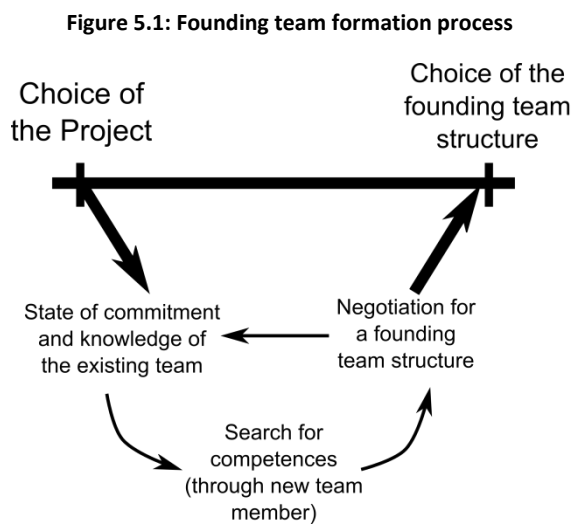 Figure 5.1: Founding team formation process
Choice of
the Project
Choice of the
founding team
structure
State of commitment
and knowledge of
the existing team
Negotiation for
a founding
team structure
Search for
competences
(through new team
member)